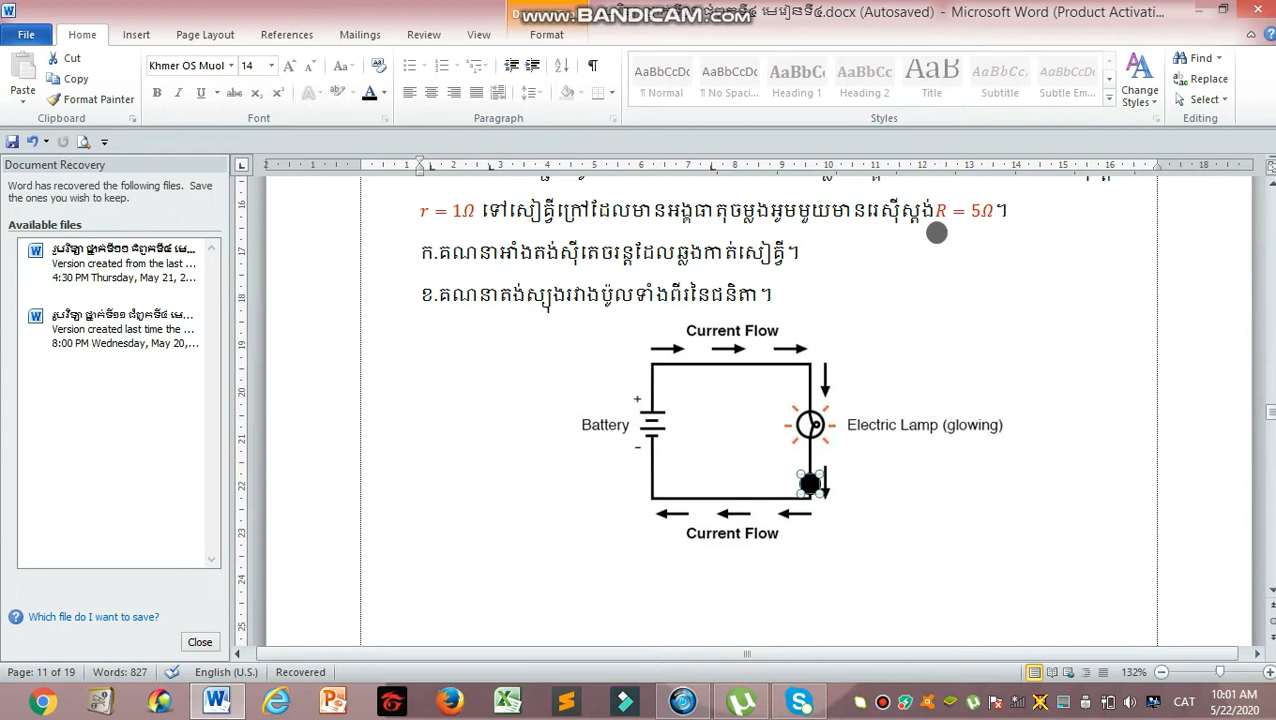 www.BANDICAM.com
.docx (Autosaved) - Microsoft Word (Product Activati...
File Home Insert Page Layout References Mailings Review View Format
Paste Cut Copy Format Painter
Khmer OS Muol 14
AaBbCcDc AaBbCcDc AaBbCc AaBbCc AaB AaBbCcDc AaBbCcDc
¶ Normal ¶ No Spaci... Heading 1 Heading 2 Title Subtitle Subtle Em...
Change Styles
Find Replace Select
Clipboard Font Paragraph Styles Editing
Document Recovery
Word has recovered the following files. Save the ones you wish to keep.
Available files
Version created from the last ...
4:30 PM Thursday, May 21, 2...
Version created last time the ...
8:00 PM Wednesday, May 20,...
Which file do I want to save?
Close
r = 1Ω ទៅសៀគ្វីក្រៅដែលមានអង្គធាតុចម្លងអូមមួយមានរេស៊ីស្តង់R = 5Ω។
ក.គណនាអាំងតង់ស៊ីតេចរន្តដែលឆ្លងកាត់សៀគ្វី។
ខ.គណនាតង់ស្យុងរវាងប៉ូលទាំងពីរនៃជនិតា។
Current Flow
+
Battery
−
Electric Lamp (glowing)
Current Flow
Page: 11 of 19 Words: 827 English (U.S.) Recovered 132%
CAT 10:01 AM
5/22/2020